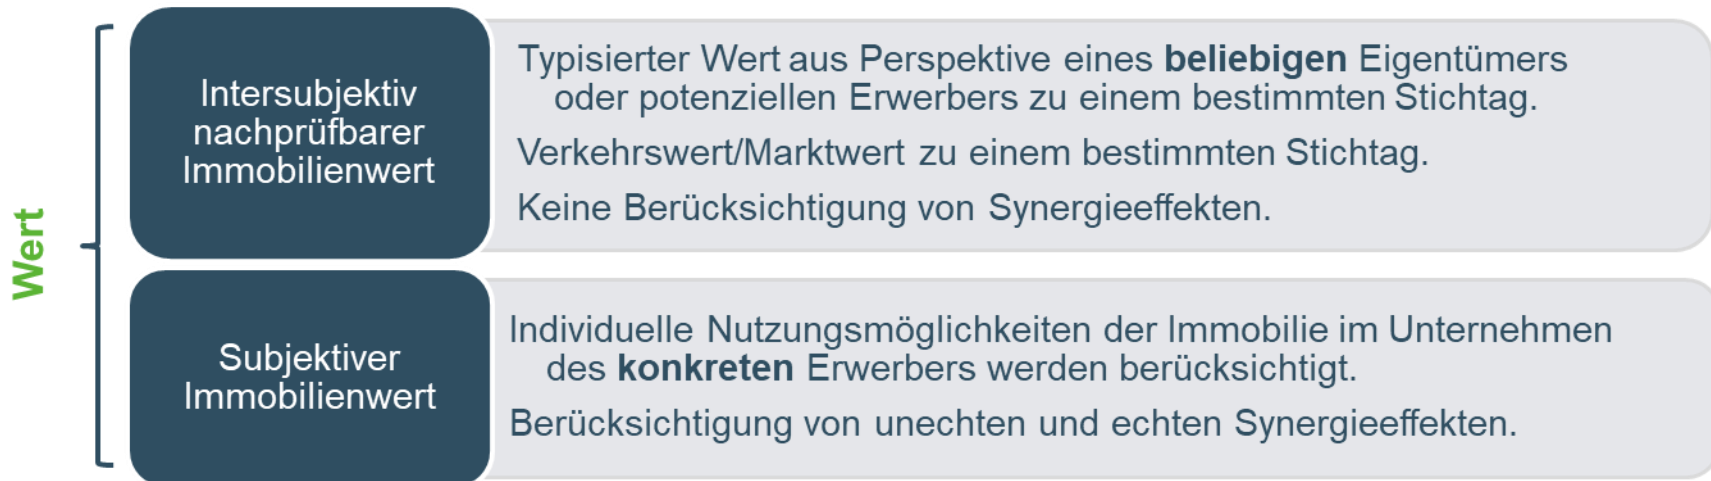 Wert
Intersubjektiv
nachprüfbarer
Immobilienwert
Typisierter Wert aus Perspektive eines beliebigen Eigentümers
oder potenziellen Erwerbers zu einem bestimmten Stichtag.
Verkehrswert/Marktwert zu einem bestimmten Stichtag.
Keine Berücksichtigung von Synergieeffekten.
Subjektiver
Immobilienwert
Individuelle Nutzungsmöglichkeiten der Immobilie im Unternehmen
des konkreten Erwerbers werden berücksichtigt.
Berücksichtigung von unechten und echten Synergieeffekten.